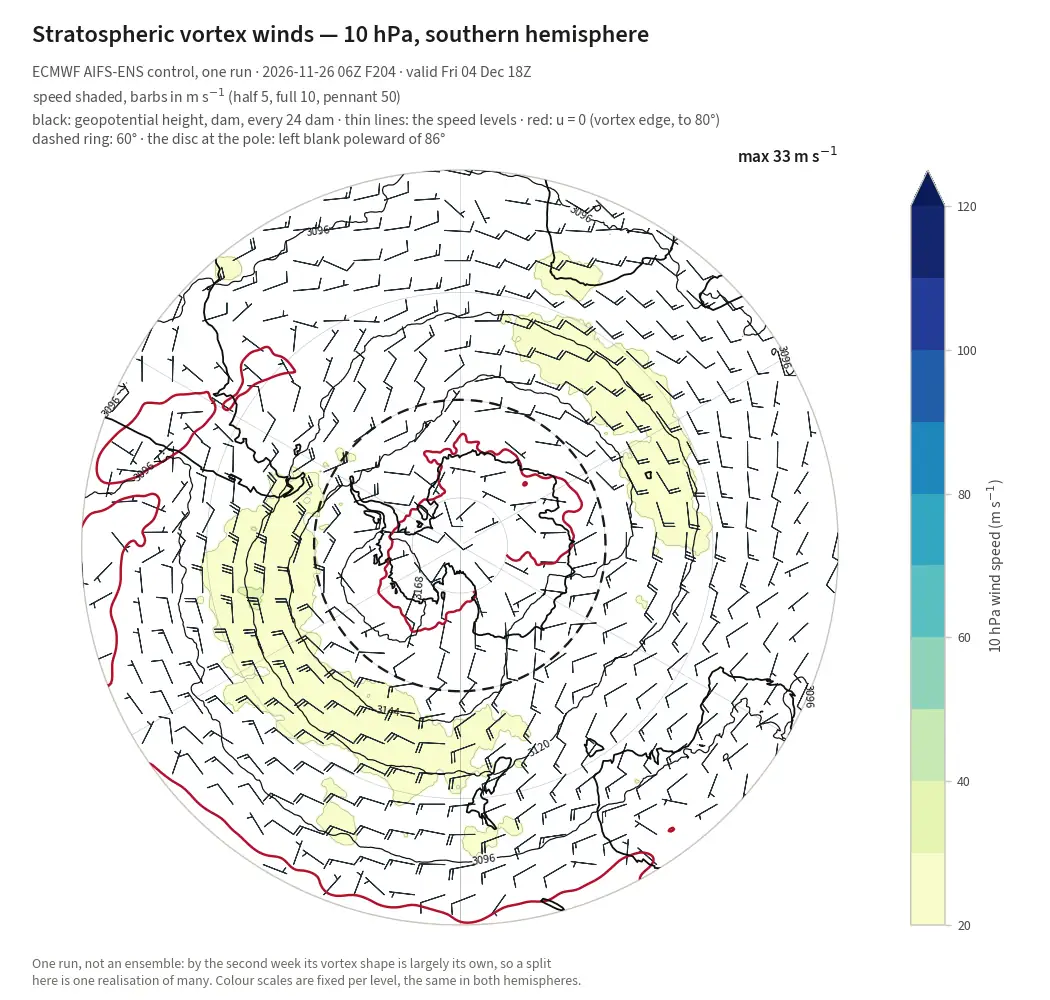 Stratospheric vortex winds — 10 hPa, southern hemisphere
ECMWF AIFS-ENS control, one run · 2026-11-26 06Z F204 · valid Fri 04 Dec 18Z
speed shaded, barbs in m s⁻¹ (half 5, full 10, pennant 50)
black: geopotential height, dam, every 24 dam · thin lines: the speed levels · red: u = 0 (vortex edge, to 80°)
dashed ring: 60° · the disc at the pole: left blank poleward of 86°
max 33 m s⁻¹
3096
3096
3096
3096
3096
3168
3096
3144
3120
3096
120
100
80
60
40
20
10 hPa wind speed (m s⁻¹)
One run, not an ensemble: by the second week its vortex shape is largely its own, so a split
here is one realisation of many. Colour scales are fixed per level, the same in both hemispheres.